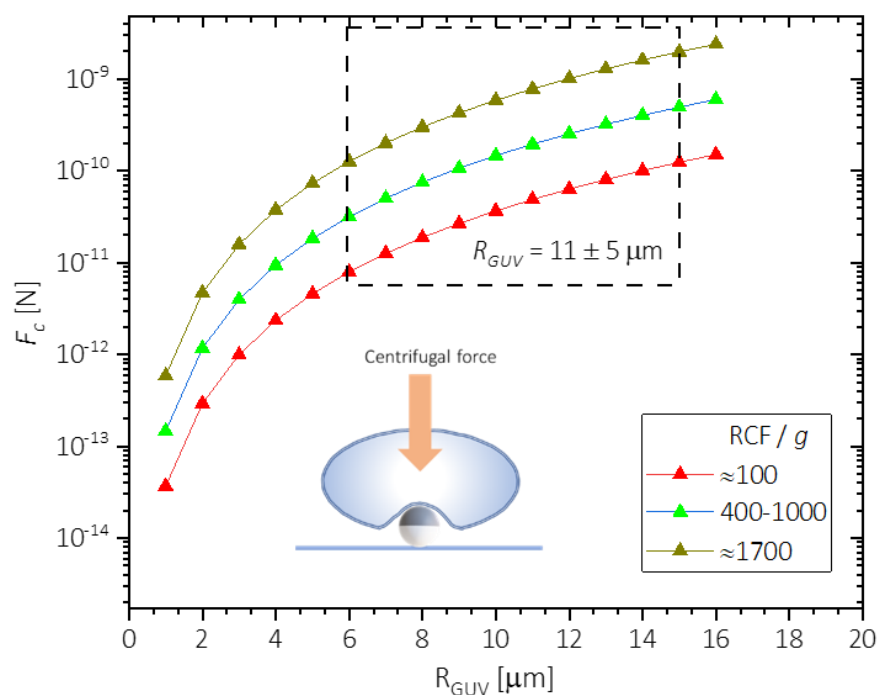 F_c [N]
10⁻⁹
10⁻¹⁰
10⁻¹¹
10⁻¹²
10⁻¹³
10⁻¹⁴
R_GUV = 11 ± 5 μm
Centrifugal force
RCF / g
≈100
400-1000
≈1700
0 2 4 6 8 10 12 14 16 18 20
R_GUV [μm]